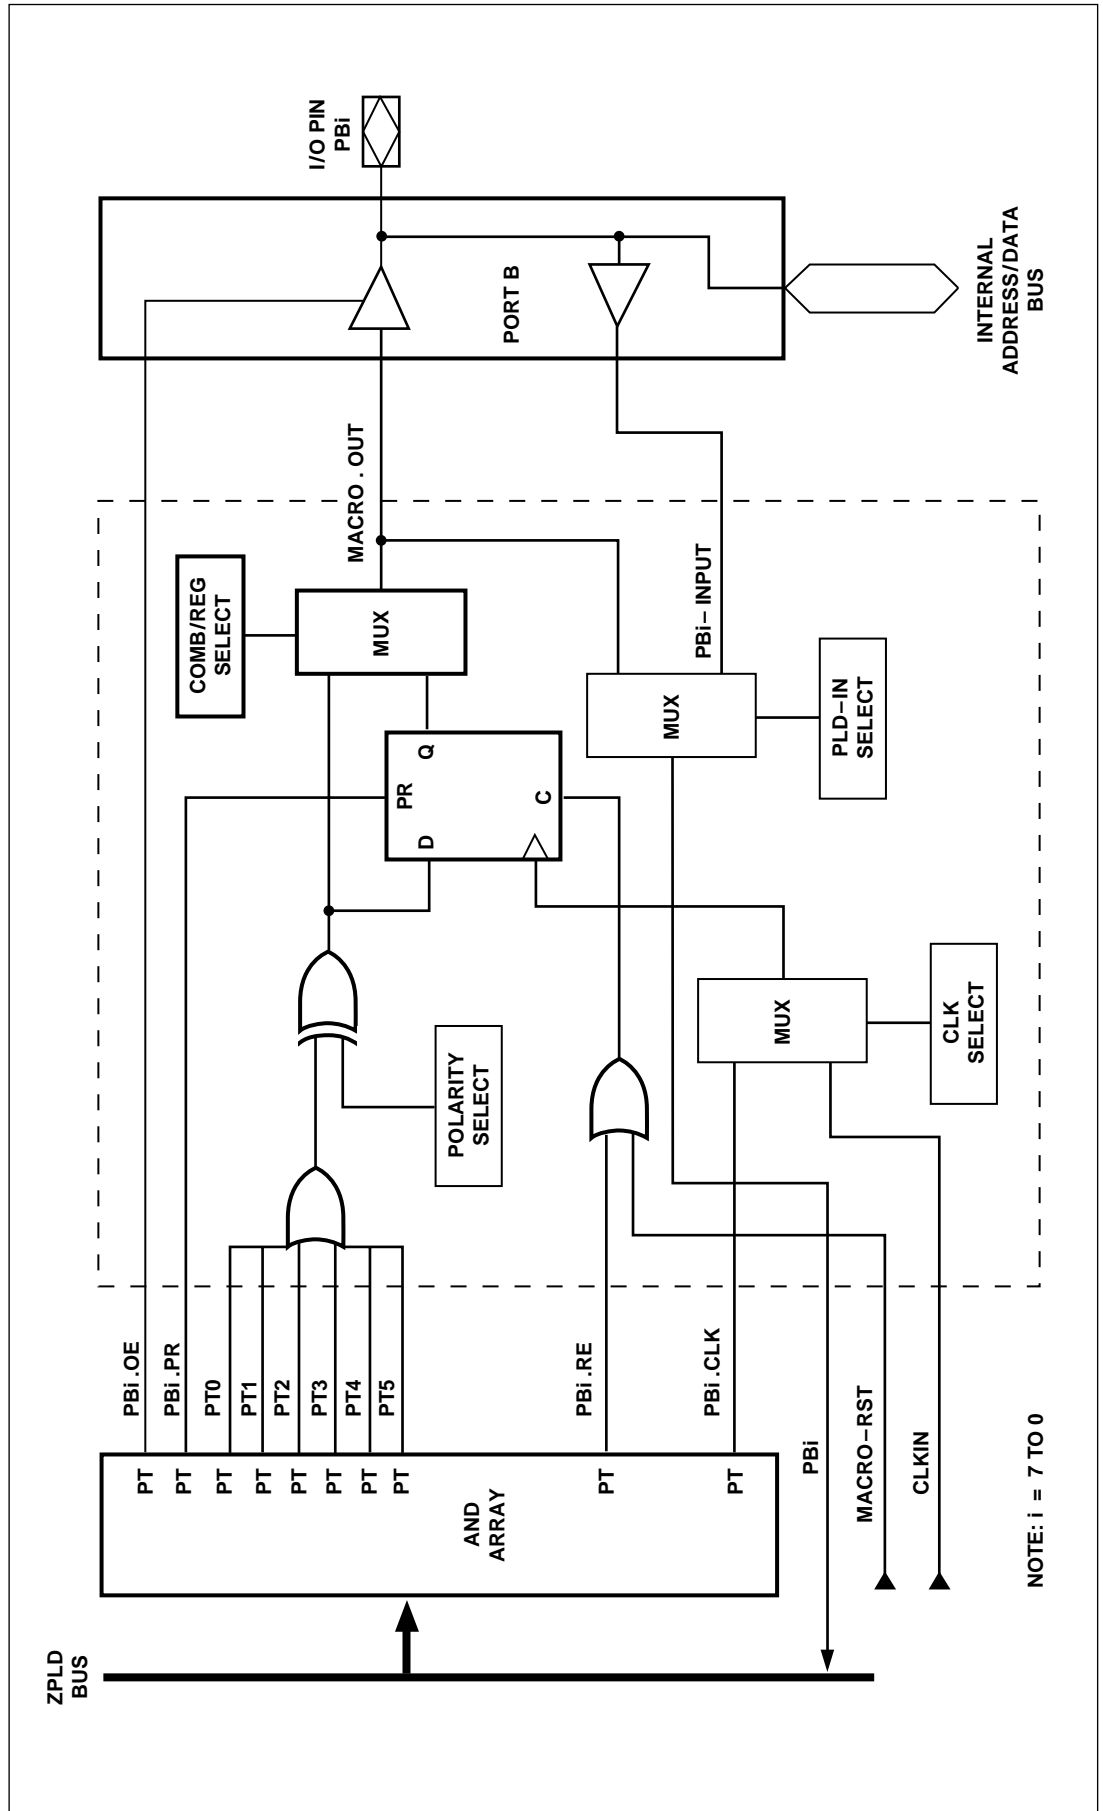 ZPLD
BUS
AND
ARRAY
PT
PT
PT
PT
PT
PT
PT
PT
PT
PT
PBi .OE
PBi .PR
PT0
PT1
PT2
PT3
PT4
PT5
PBi .RE
PBi .CLK
PBi
MACRO–RST
CLKIN
NOTE: i = 7 TO 0
POLARITY
SELECT
MUX
CLK
SELECT
D
PR
Q
C
COMB/REG
SELECT
MUX
MUX
PLD–IN
SELECT
MACRO . OUT
PBi– INPUT
PORT B
I/O PIN
PBi
INTERNAL
ADDRESS/DATA
BUS